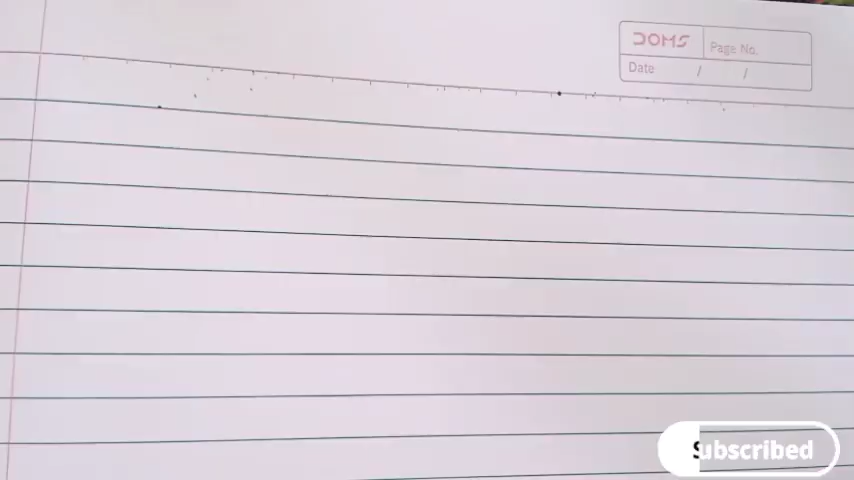 DOMS
Page No.
Date / /
Subscribed